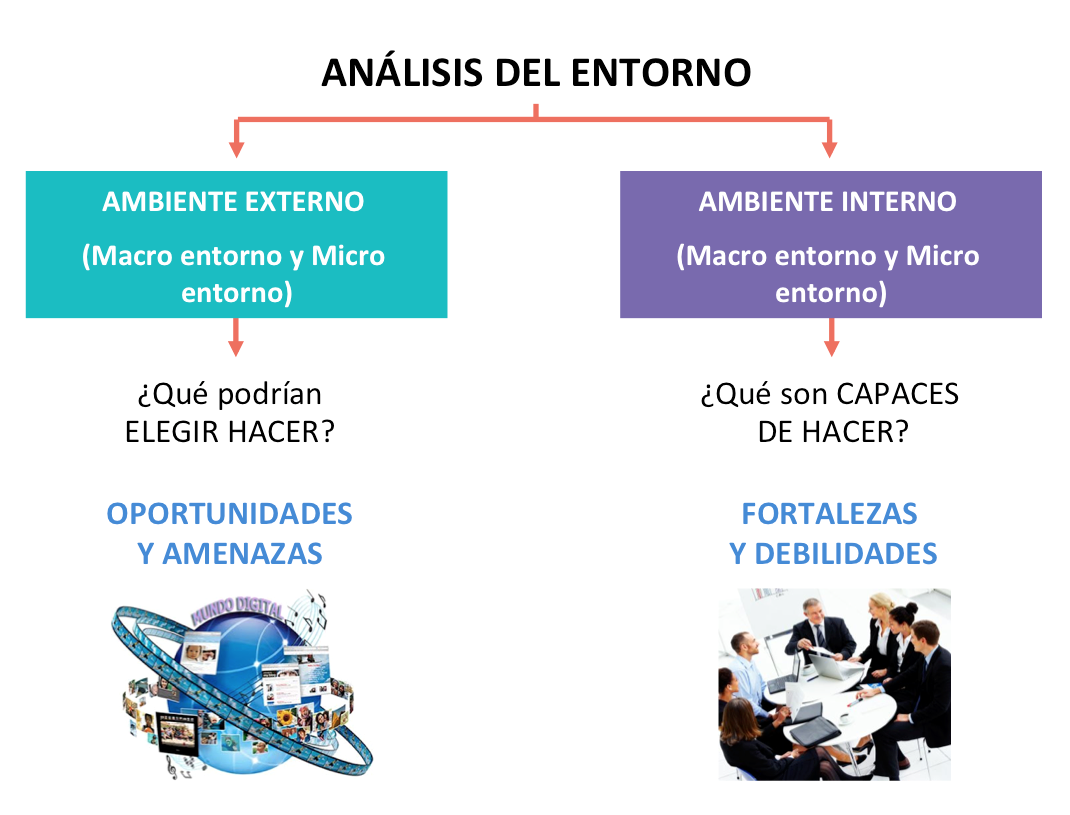 ANÁLISIS DEL ENTORNO
AMBIENTE EXTERNO
(Macro entorno y Micro
entorno)
¿Qué podrían
ELEGIR HACER?
OPORTUNIDADES
Y AMENAZAS
MUNDO DIGITAL
AMBIENTE INTERNO
(Macro entorno y Micro
entorno)
¿Qué son CAPACES
DE HACER?
FORTALEZAS
Y DEBILIDADES